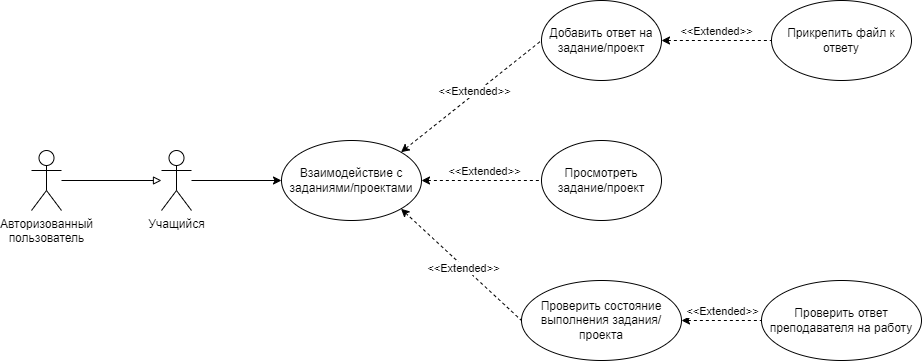 Добавить ответ на
задание/проект
<<Extended>>
Прикрепить файл к
ответу
<<Extended>>
Авторизованный
пользователь
Учащийся
Взаимодействие с
заданиями/проектами
<<Extended>>
Просмотреть
задание/проект
<<Extended>>
Проверить состояние
выполнения задания/
проекта
<<Extended>>
Проверить ответ
преподавателя на работу